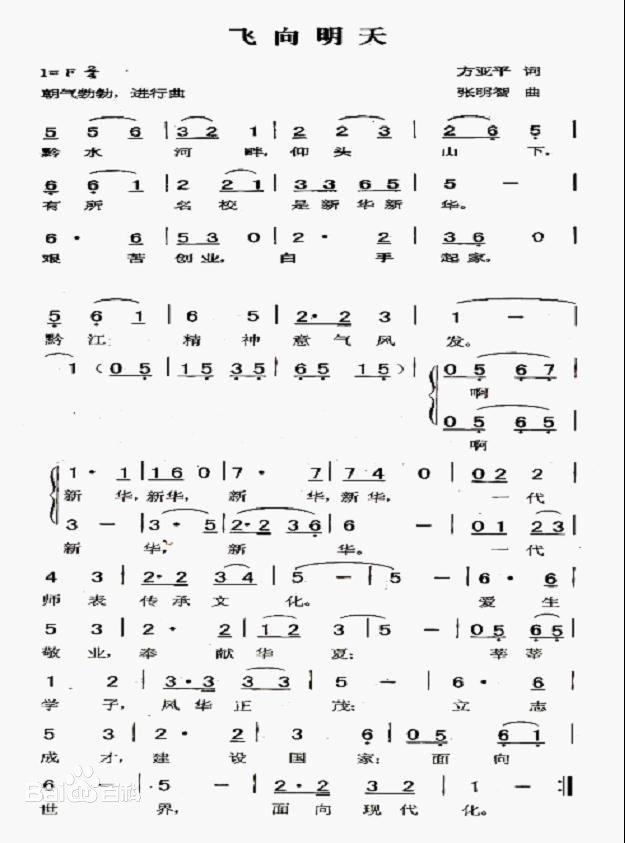 飞向明天
1=F 2/4 方亚平 词
朝气勃勃，进行曲 张明智 曲
5 5 6 | 3 2 1 | 2 2 3 | 2 6 5 |
黔水河畔，仰头山下，
6 6 1 | 2 2 1 | 3 3 6 5 | 5 - |
有所名校是新华新华。
6 · 6 | 5 3 0 | 2 · 2 | 3 6 0 |
艰苦创业，白手起家，
5 6 1 | 6 5 | 2 · 2 3 | 1 - |
黔江精神意气风发。
1 (0 5 | 1 5 3 5 | 6 5 1 5) | 0 5 6 7 |
啊
0 5 6 5 |
啊
1 · 1 | 1 6 0 | 7 · 7 | 7 4 0 | 0 2 2 |
新华，新华，新华，新华，一代
3 - | 3 · 5 | 2 · 2 3 6 | 6 - | 0 1 2 3 |
新华，新华。一代
4 3 | 2 · 2 3 4 | 5 - | 5 - | 6 · 6 |
师表传承文化。爱生
5 3 | 2 · 2 | 1 2 3 | 5 - | 0 5 6 5 |
敬业，奉献华夏；莘莘
1 2 | 3 · 3 3 3 | 5 - | 6 · 6 |
学子，风华正茂；立志
5 3 | 2 · 2 | 3 6 | 0 5 6 |
成才，建设国家；面向
6 - | 5 - | 2 · 2 3 2 | 1 - :||
世界，面向现代化。
Bai 百科